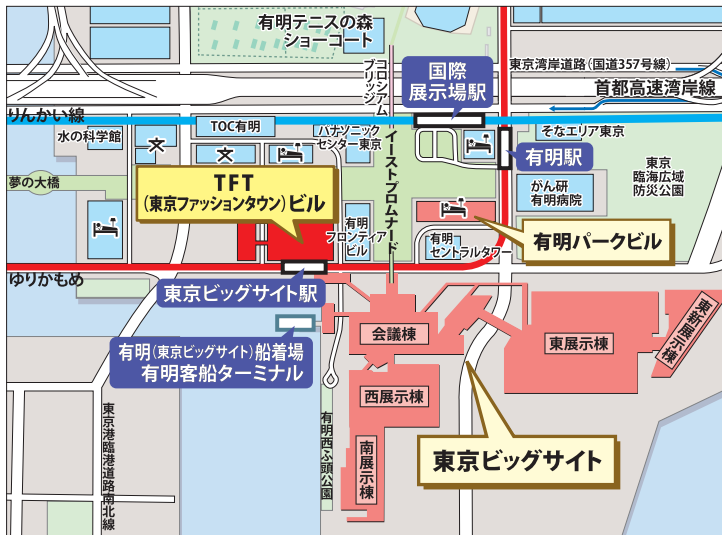 有明テニスの森
ショーコート
コロシアム
ブリッジ
国際
展示場駅
東京湾岸道路(国道357号線)
首都高速湾岸線
りんかい線
水の科学館
文
TOC有明
文
パナソニック
センター東京
イーストプロムナード
そなエリア東京
有明駅
夢の大橋
TFT
(東京ファッションタウン)ビル
がん研
有明病院
東京
臨海広域
防災公園
有明
フロンティア
ビル
有明
セントラルタワー
有明パークビル
ゆりかもめ
東京ビッグサイト駅
会議棟
東展示棟
東新展示棟
有明(東京ビッグサイト)船着場
有明客船ターミナル
西展示棟
東京港臨港道路南北線
有明西ふ頭公園
南展示棟
東京ビッグサイト